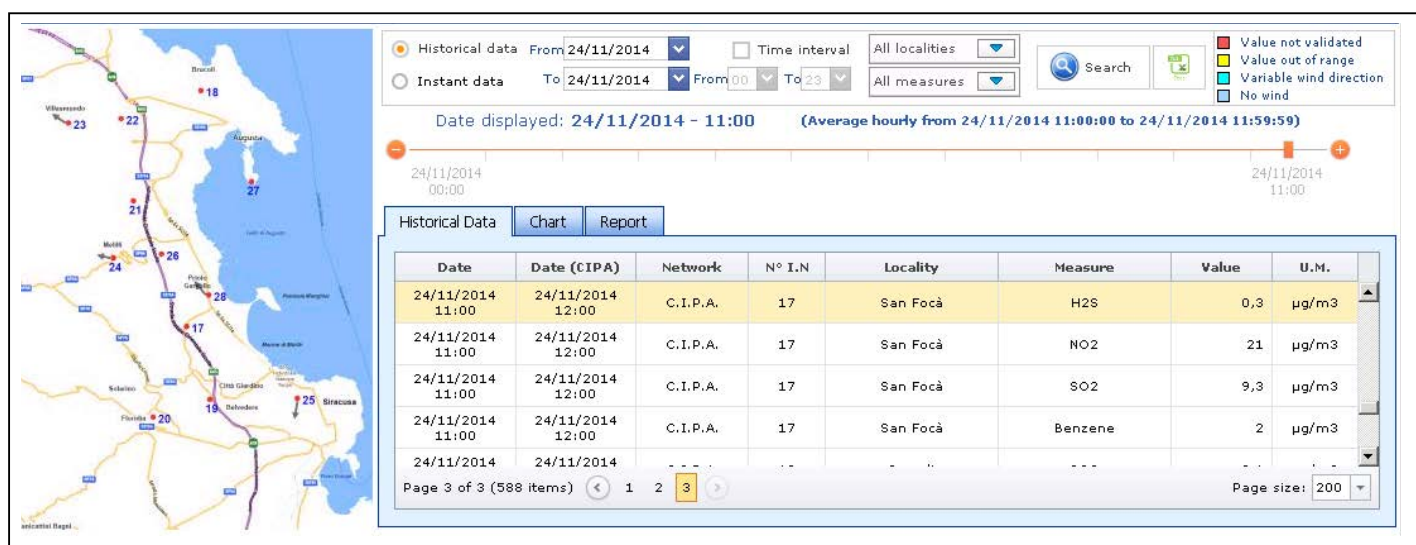 Historical data From 24/11/2014 Time interval All localities
Instant data To 24/11/2014 From 00 To 23 All measures
Search
Value not validated
Value out of range
Variable wind direction
No wind
Date displayed: 24/11/2014 - 11:00 (Average hourly from 24/11/2014 11:00:00 to 24/11/2014 11:59:59)
24/11/2014
00:00
24/11/2014
11:00
Historical Data Chart Report
Date Date (CIPA) Network N° I.N Locality Measure Value U.M.
24/11/2014 11:00 24/11/2014 12:00 C.I.P.A. 17 San Focà H2S 0,3 µg/m3
24/11/2014 11:00 24/11/2014 12:00 C.I.P.A. 17 San Focà NO2 21 µg/m3
24/11/2014 11:00 24/11/2014 12:00 C.I.P.A. 17 San Focà SO2 9,3 µg/m3
24/11/2014 11:00 24/11/2014 12:00 C.I.P.A. 17 San Focà Benzene 2 µg/m3
24/11/2014 24/11/2014
Page 3 of 3 (588 items) 1 2 3 Page size: 200
Brucoli
18
Villasmundo
23
22
Augusta
27
21
Melilli
24
26
Priolo
Gargallo
28
17
Solarino
Città Giardino
19
Belvedere
25
Siracusa
Floridia
20